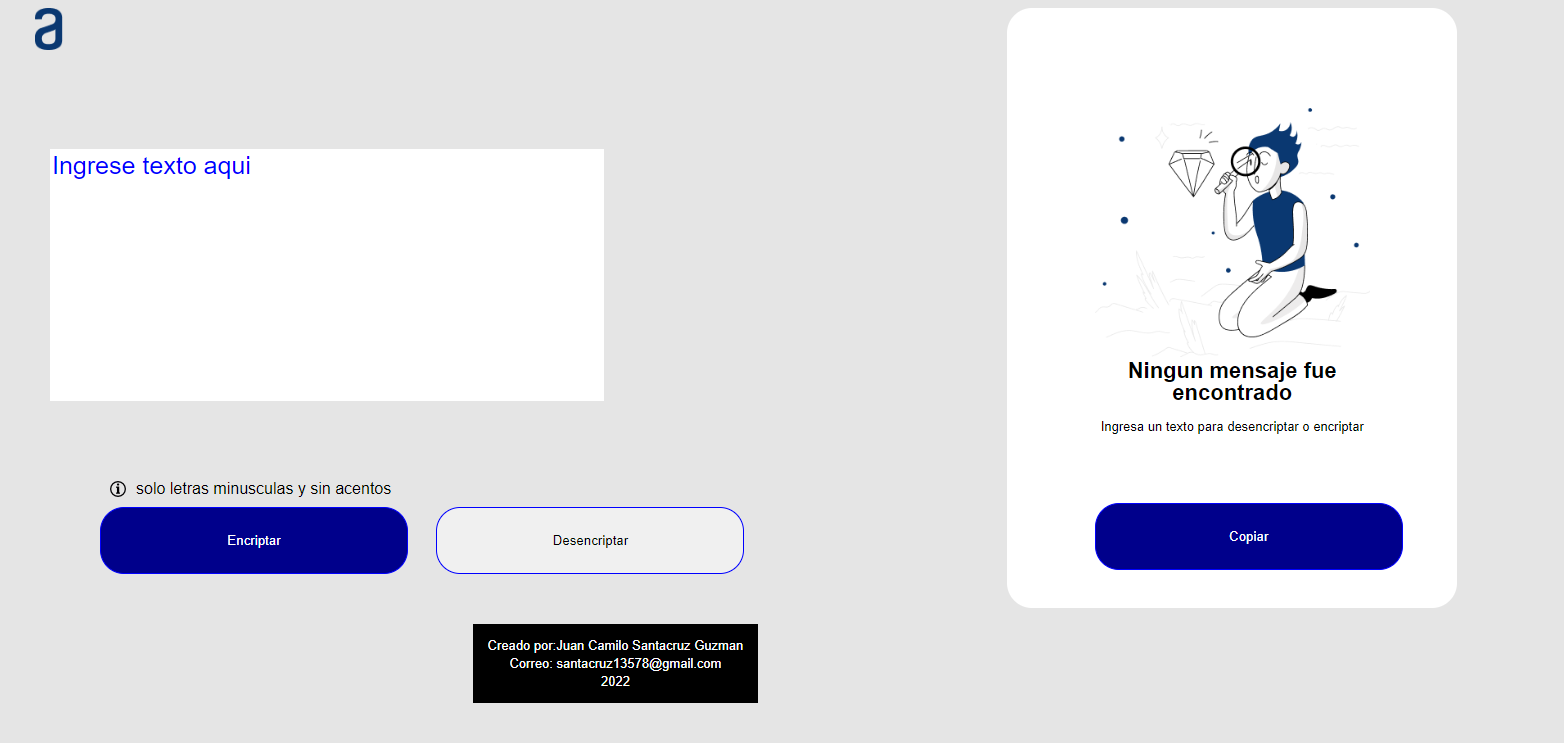 a
Ingrese texto aqui
solo letras minusculas y sin acentos
Encriptar
Desencriptar
Creado por:Juan Camilo Santacruz Guzman
Correo: santacruz13578@gmail.com
2022
Ningun mensaje fue
encontrado
Ingresa un texto para desencriptar o encriptar
Copiar